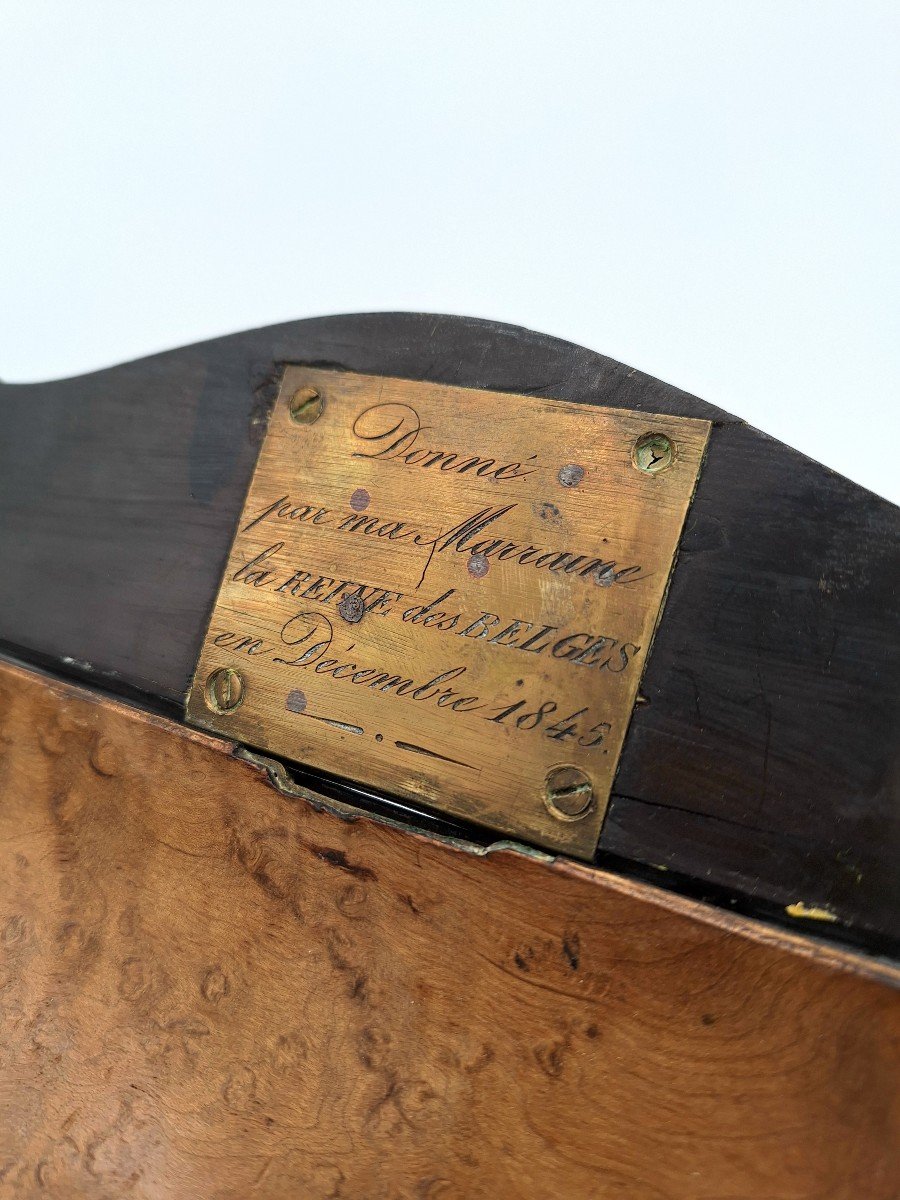 Donné
par ma Marraine
la REINE des BELGES
en Décembre 1845.